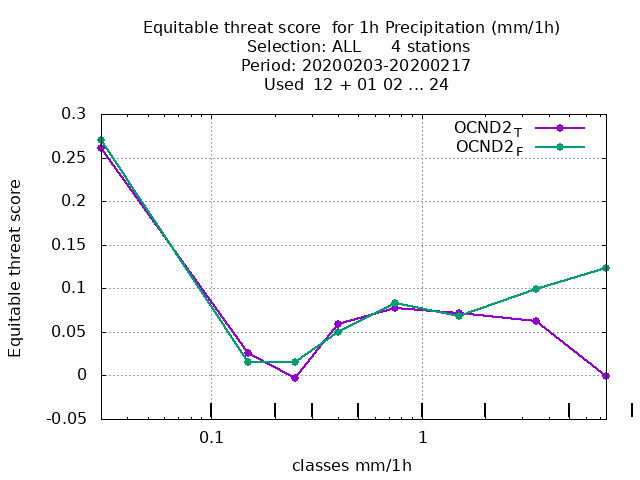 Equitable threat score  for 1h Precipitation (mm/1h)
Selection: ALL      4 stations
Period: 20200203-20200217
Used  12 + 01 02 ... 24
OCND2T
OCND2F
0.3
0.25
0.2
0.15
0.1
0.05
0
-0.05
Equitable threat score
0.1
1
classes mm/1h